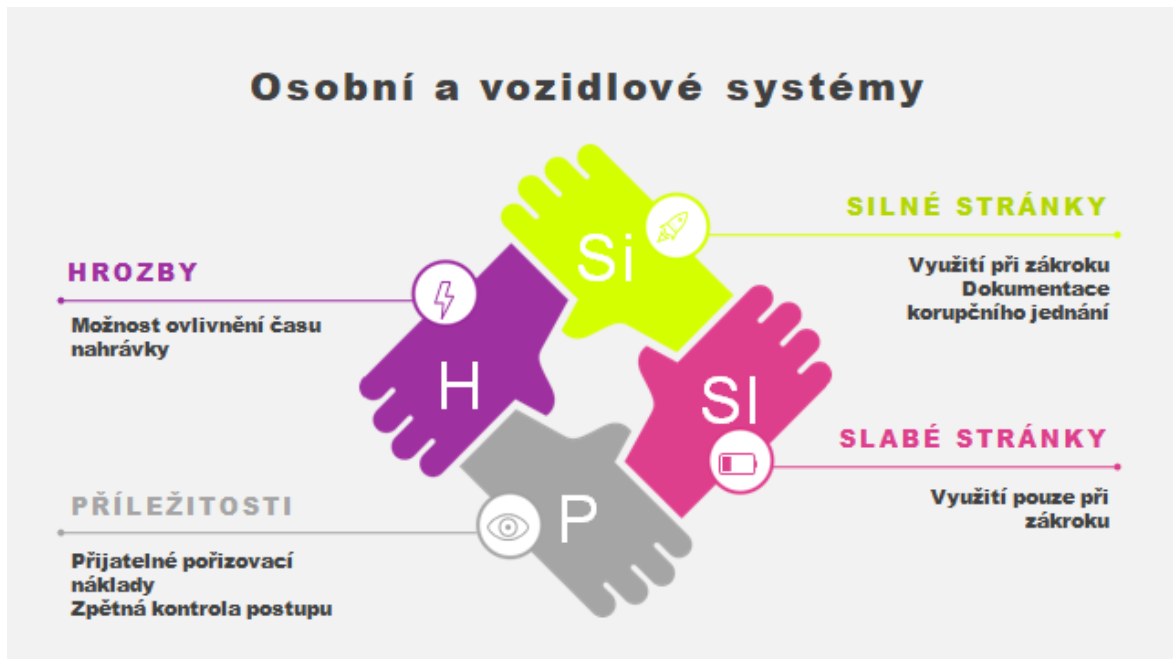 Osobní a vozidlové systémy
SILNÉ STRÁNKY
Využití při zákroku
Dokumentace
korupčního jednání
HROZBY
Možnost ovlivnění času
nahrávky
Si
H
Sl
P
SLABÉ STRÁNKY
Využití pouze při
zákroku
PŘÍLEŽITOSTI
Přijatelné pořizovací
náklady
Zpětná kontrola postupu